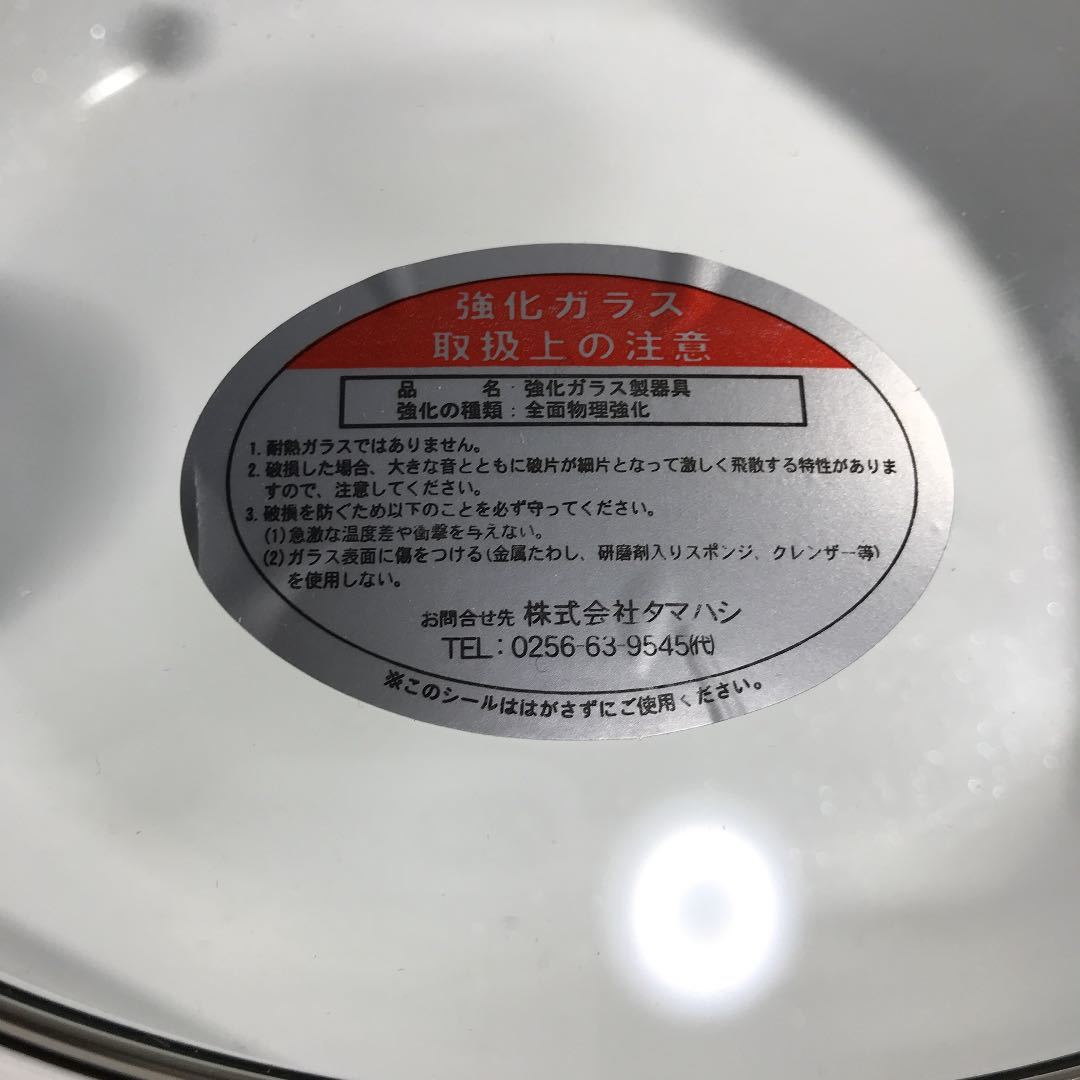 強化ガラス
取扱上の注意
品　　名：強化ガラス製器具
強化の種類：全面物理強化
1. 耐熱ガラスではありません。
2. 破損した場合、大きな音とともに破片が細片となって激しく飛散する特性がありま
すので、注意してください。
3. 破損を防ぐため以下のことを必ず守ってください。
(1)急激な温度差や衝撃を与えない。
(2)ガラス表面に傷をつける(金属たわし、研磨剤入りスポンジ、クレンザー等)
を使用しない。
お問合せ先 株式会社タマハシ
TEL：0256-63-9545㈹
※このシールははがさずにご使用ください。